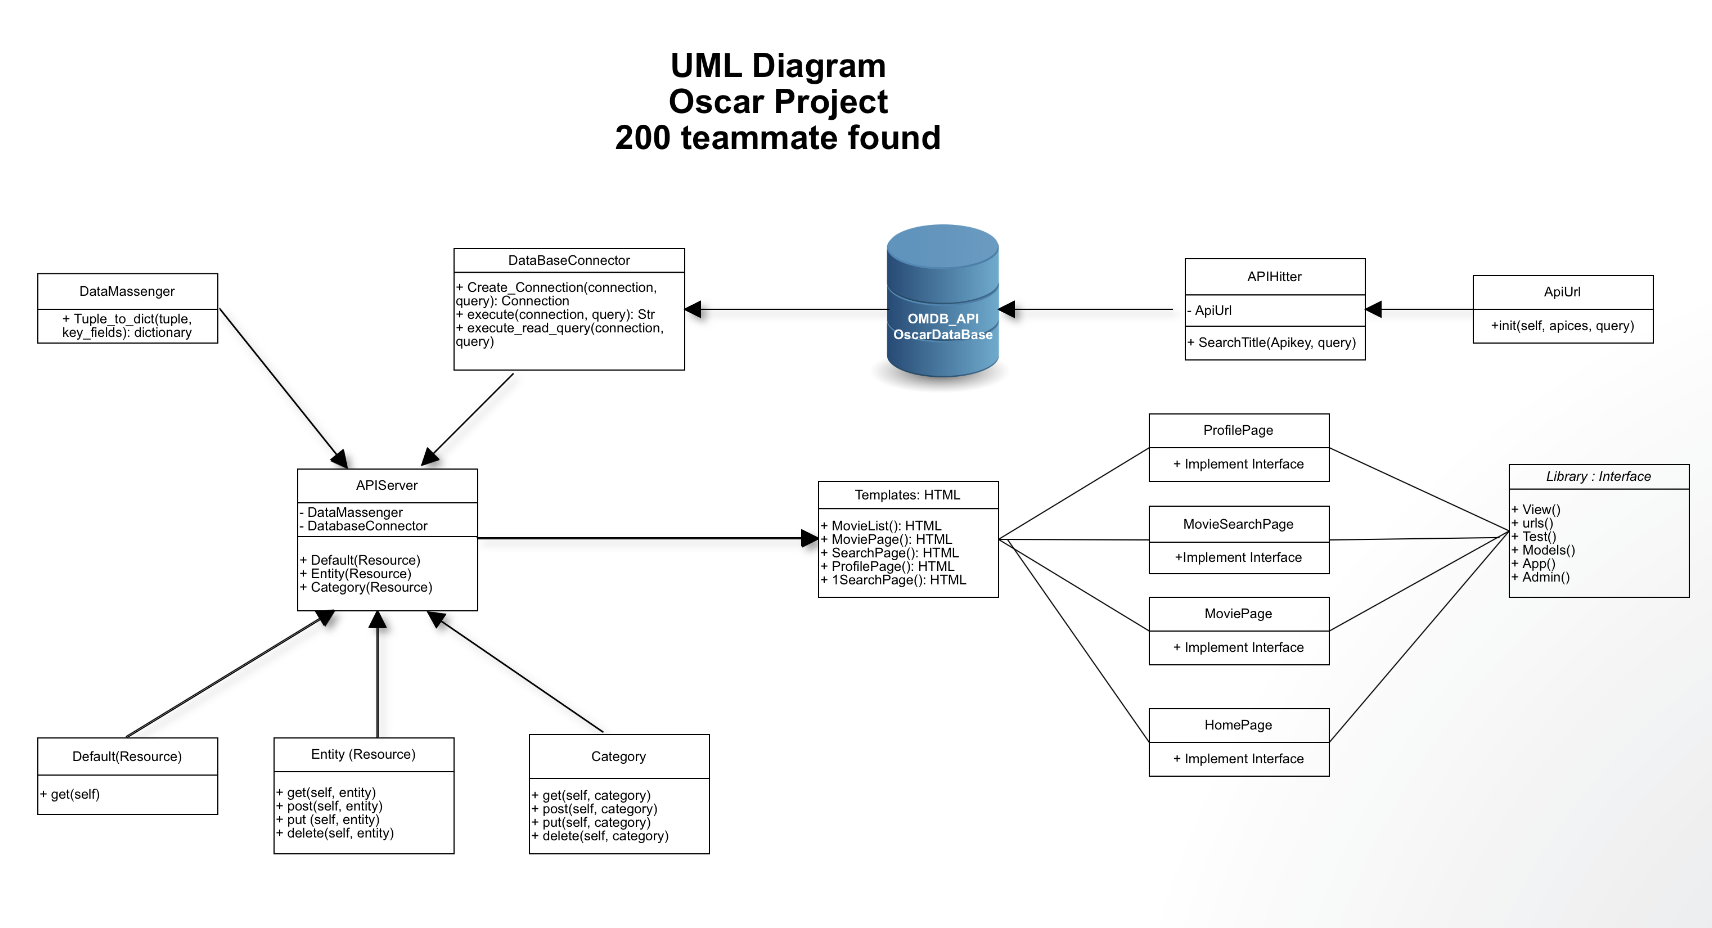 UML Diagram
Oscar Project
200 teammate found
DataMassenger
+ Tuple_to_dict(tuple,
key_fields): dictionary
DataBaseConnector
+ Create_Connection(connection,
query): Connection
+ execute(connection, query): Str
+ execute_read_query(connection,
query)
OMDB_API
OscarDataBase
APIHitter
- ApiUrl
+ SearchTitle(Apikey, query)
ApiUrl
+init(self, apices, query)
APIServer
- DataMassenger
- DatabaseConnector
+ Default(Resource)
+ Entity(Resource)
+ Category(Resource)
Templates: HTML
+ MovieList(): HTML
+ MoviePage(): HTML
+ SearchPage(): HTML
+ ProfilePage(): HTML
+ 1SearchPage(): HTML
ProfilePage
+ Implement Interface
MovieSearchPage
+Implement Interface
MoviePage
+ Implement Interface
HomePage
+ Implement Interface
Library : Interface
+ View()
+ urls()
+ Test()
+ Models()
+ App()
+ Admin()
Default(Resource)
+ get(self)
Entity (Resource)
+ get(self, entity)
+ post(self, entity)
+ put (self, entity)
+ delete(self, entity)
Category
+ get(self, category)
+ post(self, category)
+ put(self, category)
+ delete(self, category)